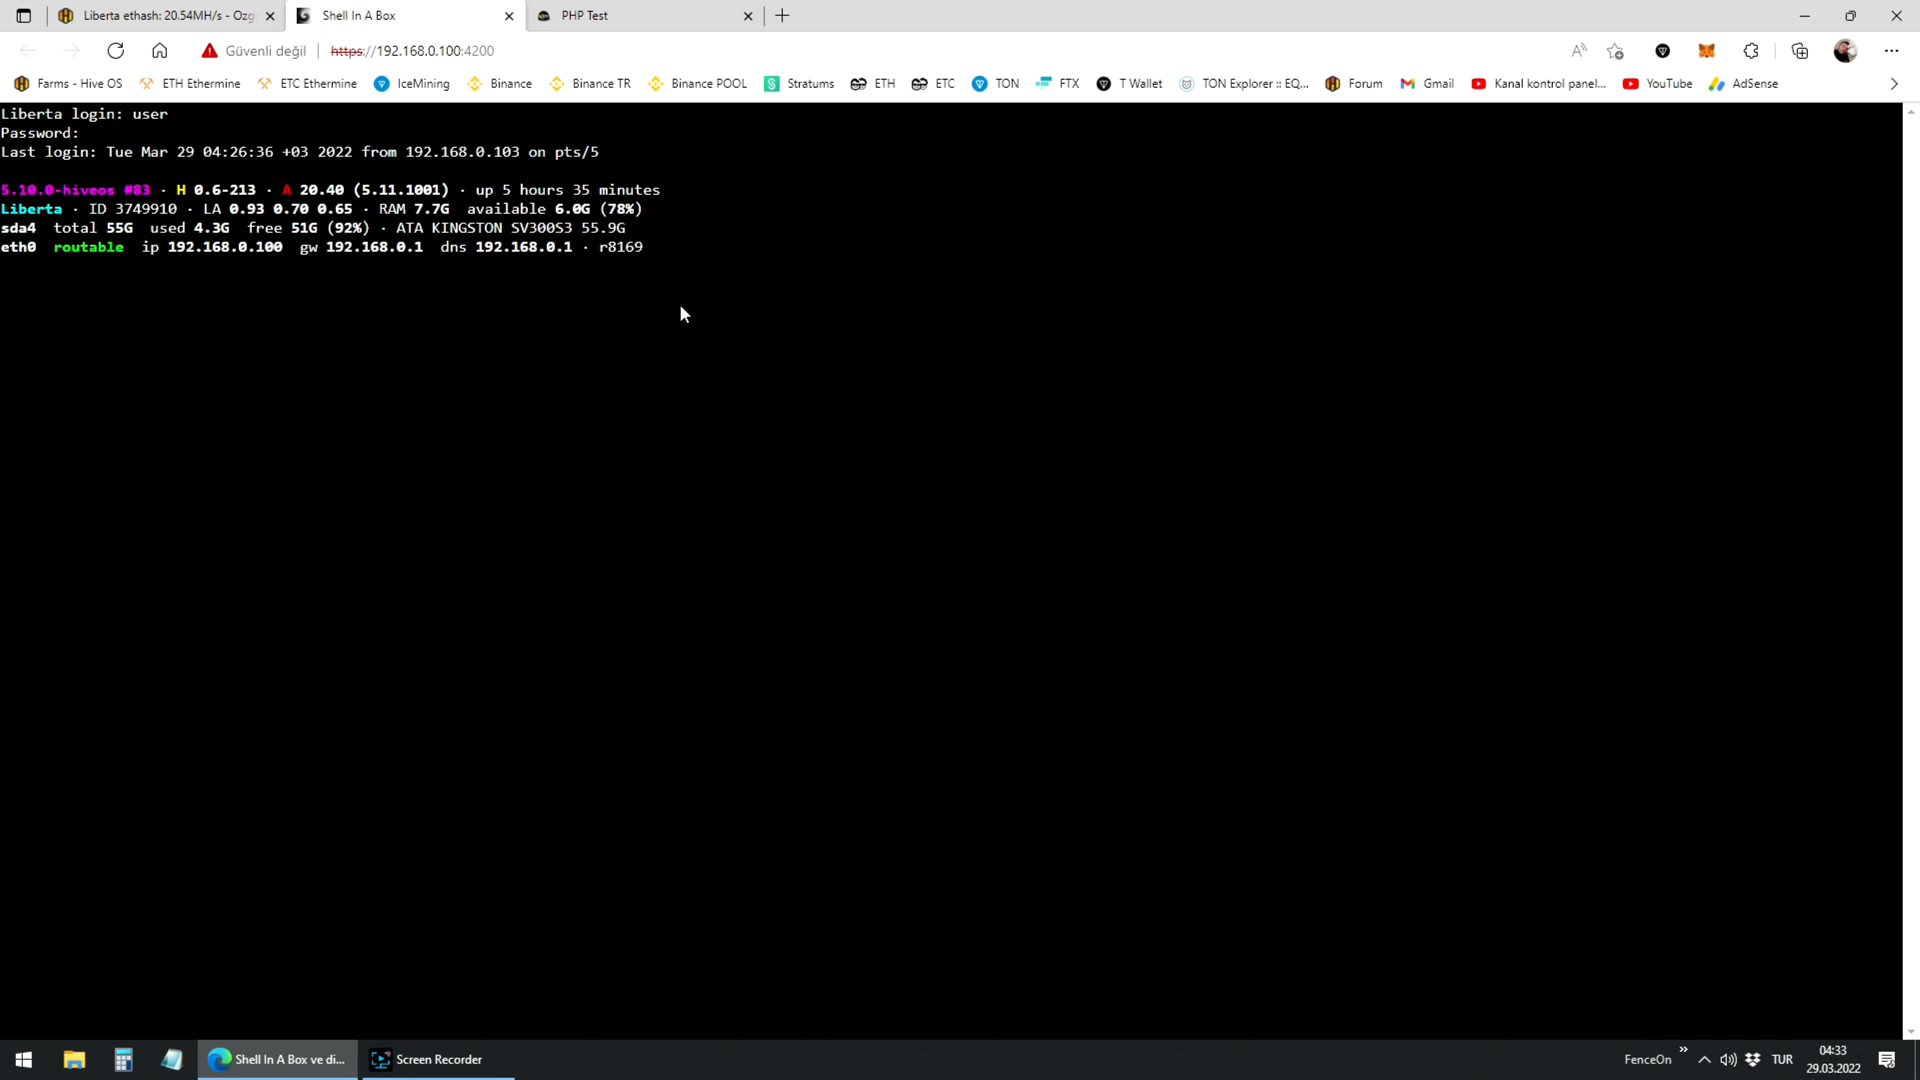 Liberta ethash: 20.54MH/s - Ozg
Shell In A Box
PHP Test
Güvenli değil
https://192.168.0.100:4200
Farms - Hive OS
ETH Ethermine
ETC Ethermine
IceMining
Binance
Binance TR
Binance POOL
Stratums
ETH
ETC
TON
FTX
T Wallet
TON Explorer :: EQ...
Forum
Gmail
Kanal kontrol panel...
YouTube
AdSense
Liberta login: user
Password:
Last login: Tue Mar 29 04:26:36 +03 2022 from 192.168.0.103 on pts/5
5.10.0-hiveos #83 · H 0.6-213 · A 20.40 (5.11.1001) · up 5 hours 35 minutes
Liberta · ID 3749910 · LA 0.93 0.70 0.65 · RAM 7.7G available 6.0G (78%)
sda4 total 55G used 4.3G free 51G (92%) · ATA KINGSTON SV300S3 55.9G
eth0 routable ip 192.168.0.100 gw 192.168.0.1 dns 192.168.0.1 · r8169
Shell In A Box ve di...
Screen Recorder
FenceOn
TUR
04:33
29.03.2022